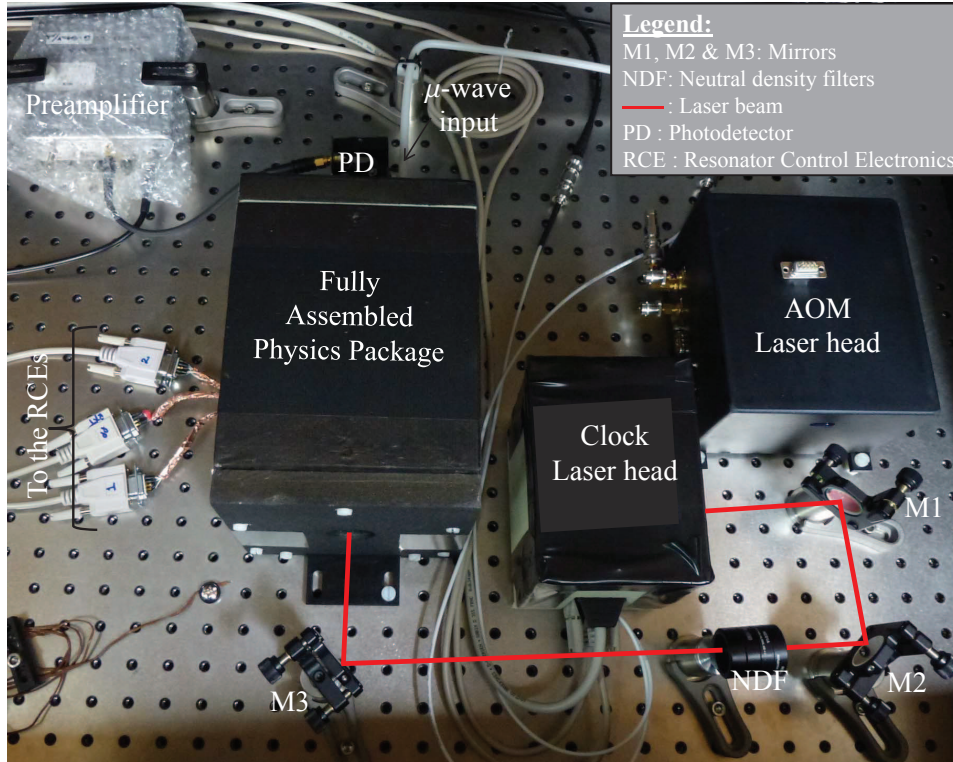 Legend:
M1, M2 & M3: Mirrors
NDF: Neutral density filters
: Laser beam
PD : Photodetector
RCE : Resonator Control Electronics
Preamplifier
μ-wave
input
PD
Fully
Assembled
Physics Package
AOM
Laser head
To the RCEs
Clock
Laser head
M1
NDF
M2
M3